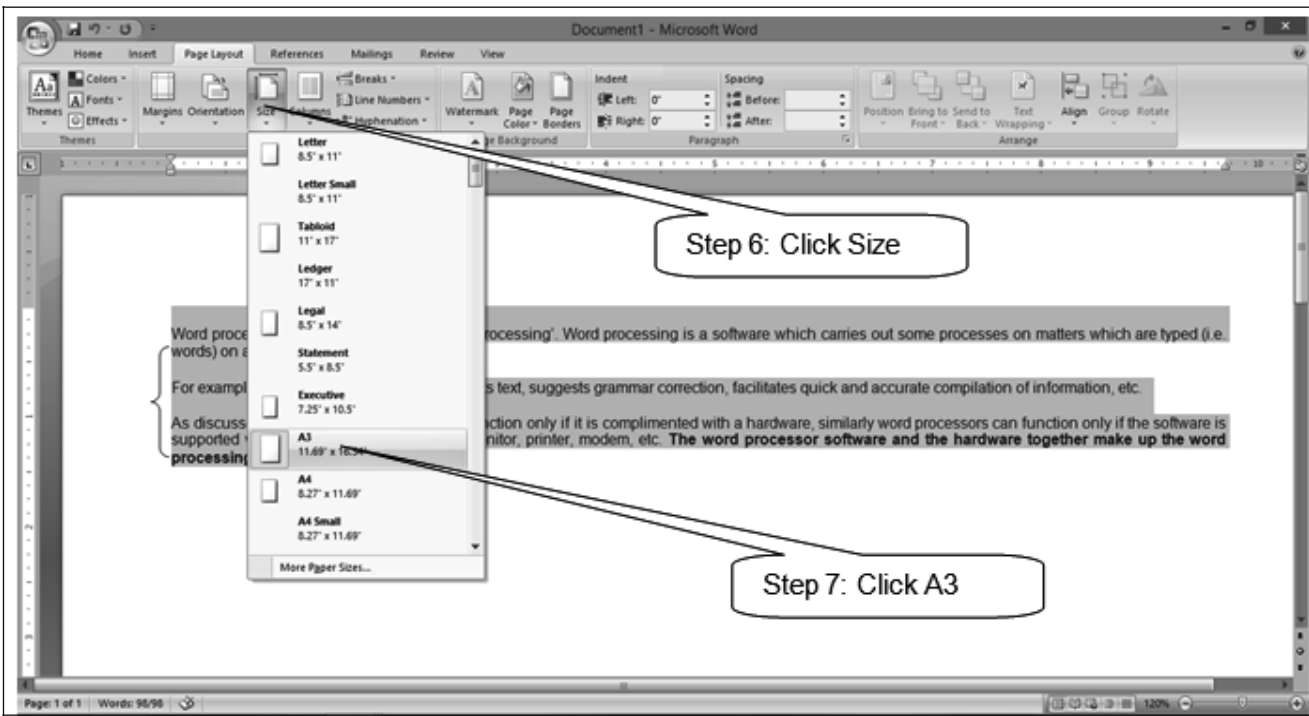 Document1 - Microsoft Word
Home Insert Page Layout References Mailings Review View
Themes
Colors
Fonts
Effects
Themes
Margins Orientation Size Columns
Breaks
Line Numbers
Hyphenation
Watermark Page Color Page Borders
Page Background
Indent
Left: 0"
Right: 0"
Spacing
Before:
After:
Paragraph
Position Bring to Front Send to Back Text Wrapping Align Group Rotate
Arrange
Letter
8.5" x 11"
Letter Small
8.5" x 11"
Tabloid
11" x 17"
Ledger
17" x 11"
Legal
8.5" x 14"
Statement
5.5" x 8.5"
Executive
7.25" x 10.5"
A3
11.69" x 16.54"
A4
8.27" x 11.69"
A4 Small
8.27" x 11.69"
More Paper Sizes...
Step 6: Click Size
Word proce rocessing'. Word processing is a software which carries out some processes on matters which are typed (i.e.
words) on a
For exampl s text, suggests grammar correction, facilitates quick and accurate compilation of information, etc.
As discuss ction only if it is complimented with a hardware, similarly word processors can function only if the software is
supported nitor, printer, modem, etc. The word processor software and the hardware together make up the word
processing
Step 7: Click A3
Page: 1 of 1 Words: 98/98 120%